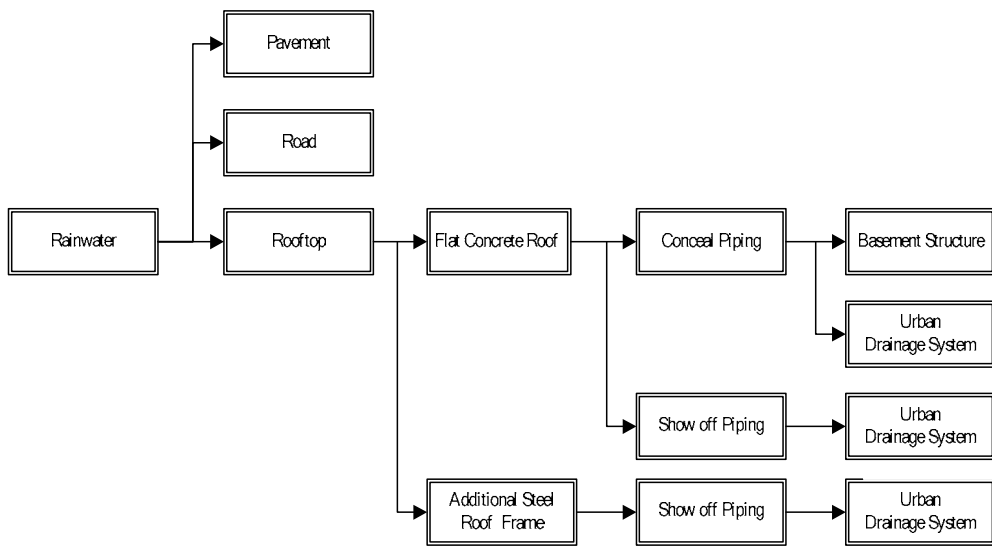 Pavement
Road
Rainwater
Rooftop
Flat Concrete Roof
Conceal Piping
Basement Structure
Urban
Drainage System
Show off Piping
Urban
Drainage System
Additional Steel
Roof Frame
Show off Piping
Urban
Drainage System